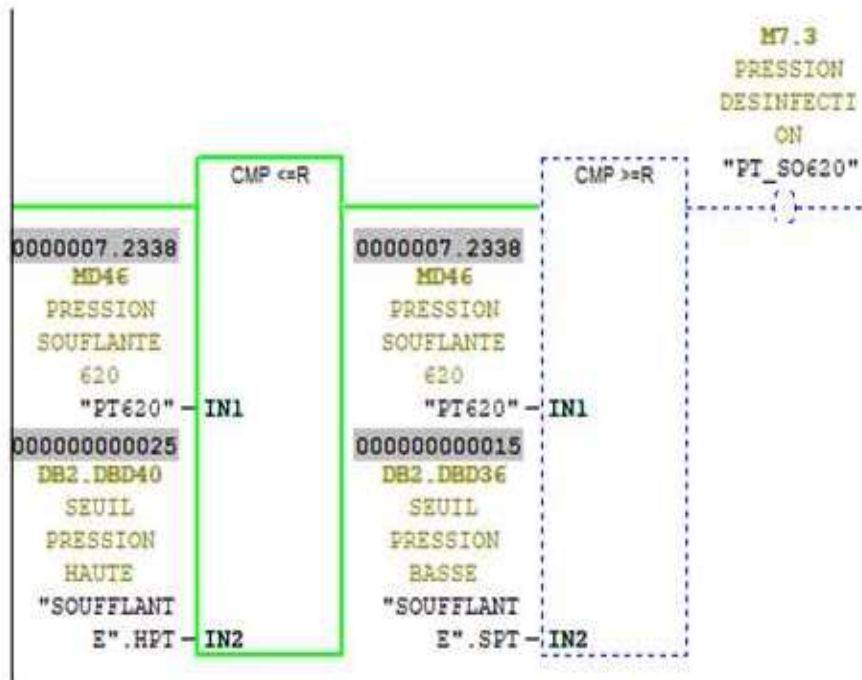 M7.3
PRESSION
DESINFECTI
ON
"PT_SO620"
CMP <=R
0000007.2338
MD46
PRESSION
SOUFLANTE
620
"PT620"
IN1
000000000025
DB2.DBD40
SEUIL
PRESSION
HAUTE
"SOUFFLANT
E".HPT
IN2
CMP >=R
0000007.2338
MD46
PRESSION
SOUFLANTE
620
"PT620"
IN1
000000000015
DB2.DBD36
SEUIL
PRESSION
BASSE
"SOUFFLANT
E".SPT
IN2